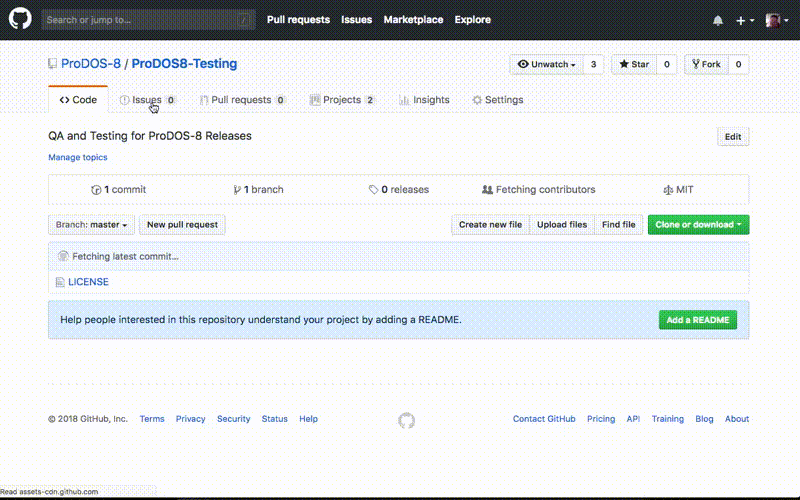 Search or jump to... /
Pull requests Issues Marketplace Explore
ProDOS-8 / ProDOS8-Testing
Unwatch 3 Star 0 Fork 0
Code Issues 0 Pull requests 0 Projects 2 Insights Settings
QA and Testing for ProDOS-8 Releases
Edit
Manage topics
1 commit 1 branch 0 releases Fetching contributors MIT
Branch: master New pull request Create new file Upload files Find file Clone or download
Fetching latest commit...
LICENSE
Help people interested in this repository understand your project by adding a README. Add a README
© 2018 GitHub, Inc. Terms Privacy Security Status Help Contact GitHub Pricing API Training Blog About
Read assets-cdn.github.com